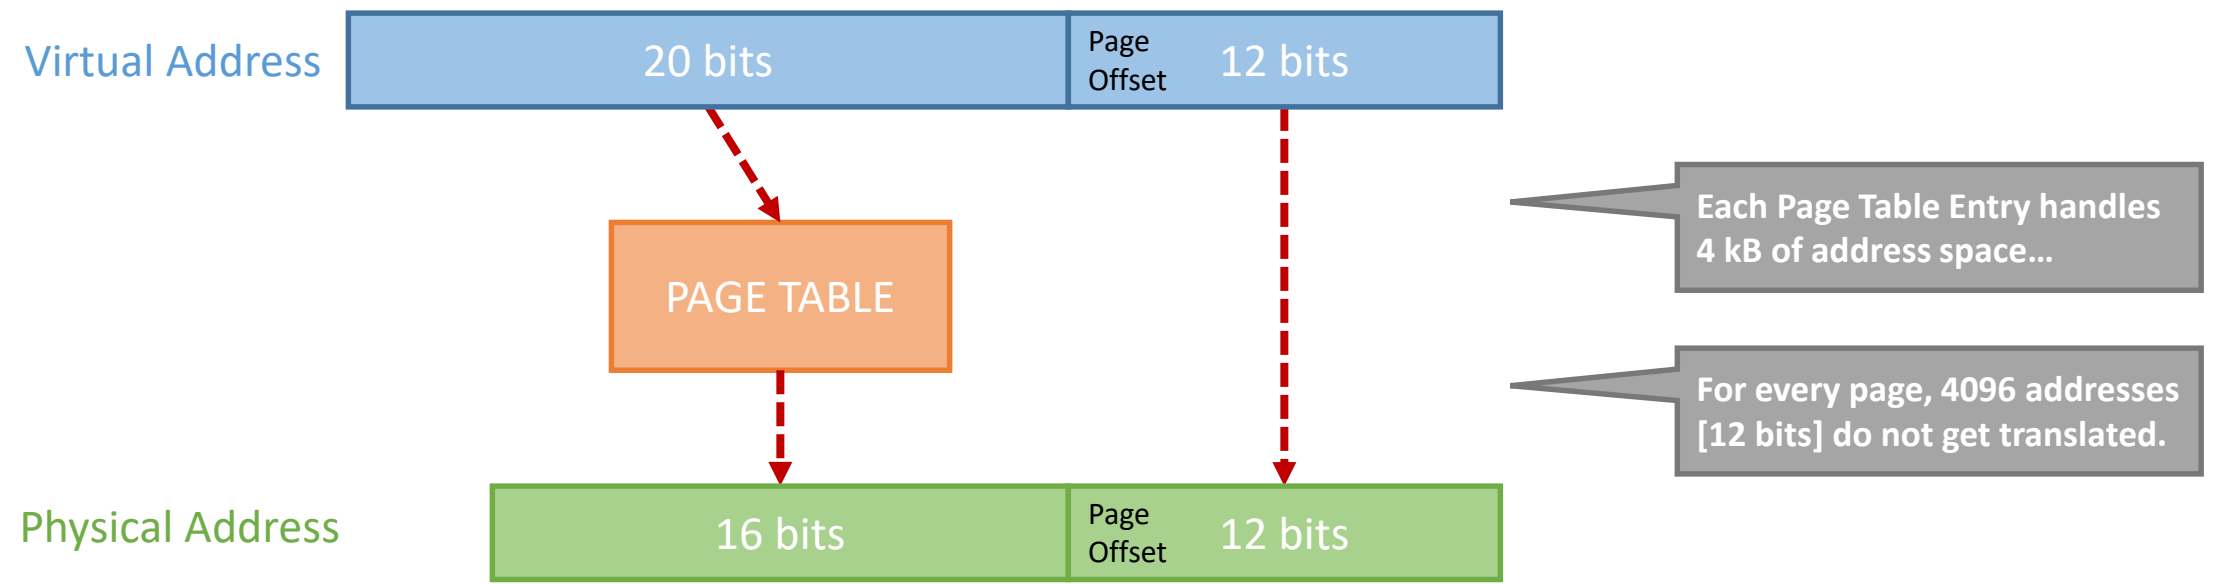 Virtual Address
20 bits
Page
Offset
12 bits
Each Page Table Entry handles
4 kB of address space…
PAGE TABLE
For every page, 4096 addresses
[12 bits] do not get translated.
Physical Address
16 bits
Page
Offset
12 bits